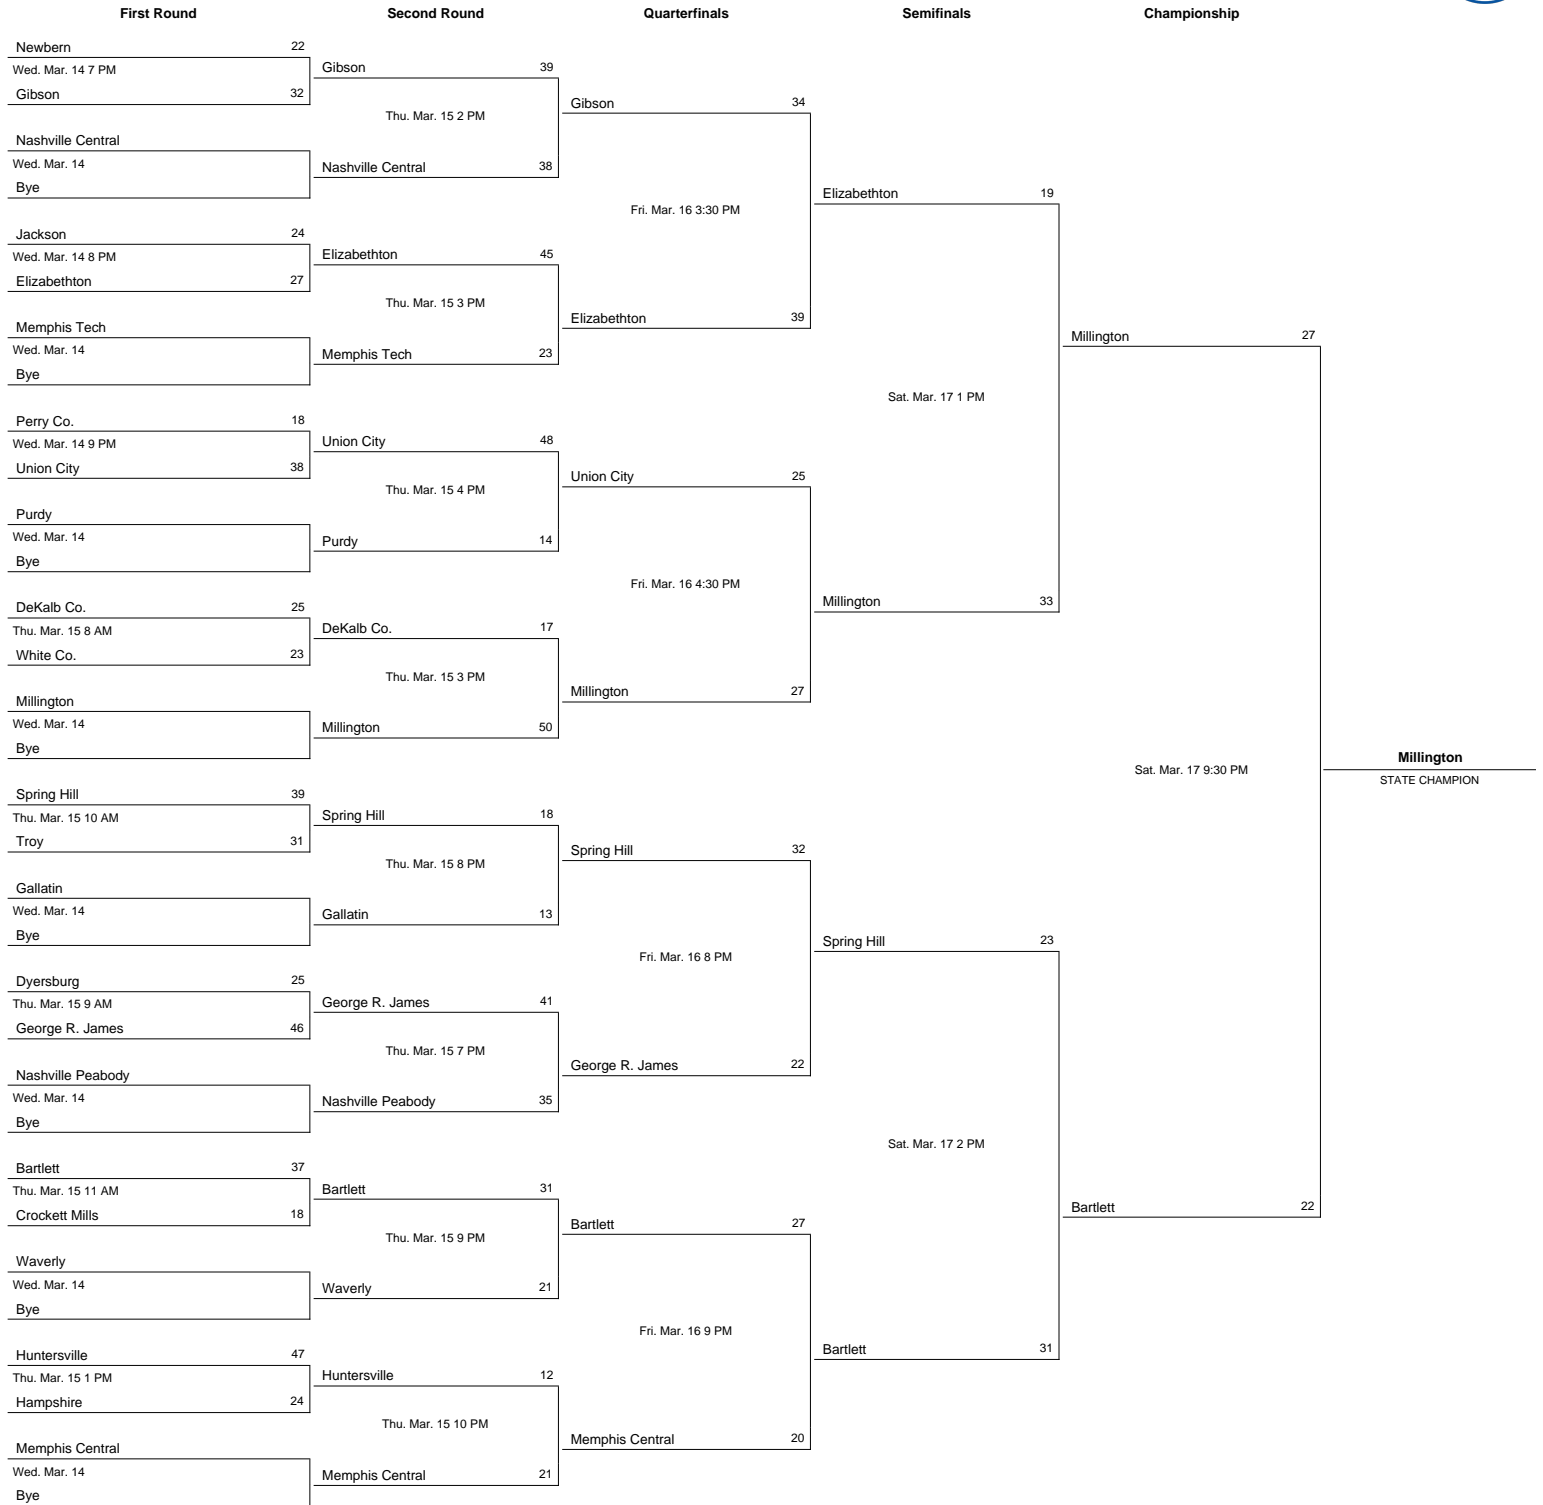 First Round Second Round Quarterfinals Semifinals Championship
Newbern 22
Wed. Mar. 14 7 PM
Gibson 32
Nashville Central
Wed. Mar. 14
Bye
Jackson 24
Wed. Mar. 14 8 PM
Elizabethton 27
Memphis Tech
Wed. Mar. 14
Bye
Perry Co. 18
Wed. Mar. 14 9 PM
Union City 38
Purdy
Wed. Mar. 14
Bye
DeKalb Co. 25
Thu. Mar. 15 8 AM
White Co. 23
Millington
Wed. Mar. 14
Bye
Spring Hill 39
Thu. Mar. 15 10 AM
Troy 31
Gallatin
Wed. Mar. 14
Bye
Dyersburg 25
Thu. Mar. 15 9 AM
George R. James 46
Nashville Peabody
Wed. Mar. 14
Bye
Bartlett 37
Thu. Mar. 15 11 AM
Crockett Mills 18
Waverly
Wed. Mar. 14
Bye
Huntersville 47
Thu. Mar. 15 1 PM
Hampshire 24
Memphis Central
Wed. Mar. 14
Bye
Gibson 39
Thu. Mar. 15 2 PM
Nashville Central 38
Elizabethton 45
Thu. Mar. 15 3 PM
Memphis Tech 23
Union City 48
Thu. Mar. 15 4 PM
Purdy 14
DeKalb Co. 17
Thu. Mar. 15 3 PM
Millington 50
Spring Hill 18
Thu. Mar. 15 8 PM
Gallatin 13
George R. James 41
Thu. Mar. 15 7 PM
Nashville Peabody 35
Bartlett 31
Thu. Mar. 15 9 PM
Waverly 21
Huntersville 12
Thu. Mar. 15 10 PM
Memphis Central 21
Gibson 34
Fri. Mar. 16 3:30 PM
Elizabethton 39
Union City 25
Fri. Mar. 16 4:30 PM
Millington 27
Spring Hill 32
Fri. Mar. 16 8 PM
George R. James 22
Bartlett 27
Fri. Mar. 16 9 PM
Memphis Central 20
Elizabethton 19
Sat. Mar. 17 1 PM
Millington 33
Spring Hill 23
Sat. Mar. 17 2 PM
Bartlett 31
Millington 27
Sat. Mar. 17 9:30 PM
Bartlett 22
Millington
STATE CHAMPION